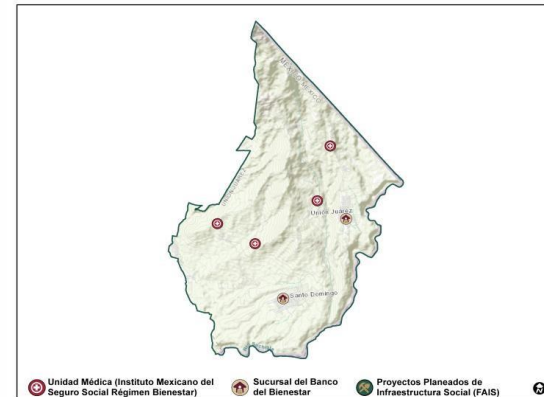 MÉXICO
Unión Juárez
Santo Domingo
Unidad Médica (Instituto Mexicano del
Seguro Social Régimen Bienestar)
Sucursal del Banco
del Bienestar
Proyectos Planeados de
Infraestructura Social (FAIS)